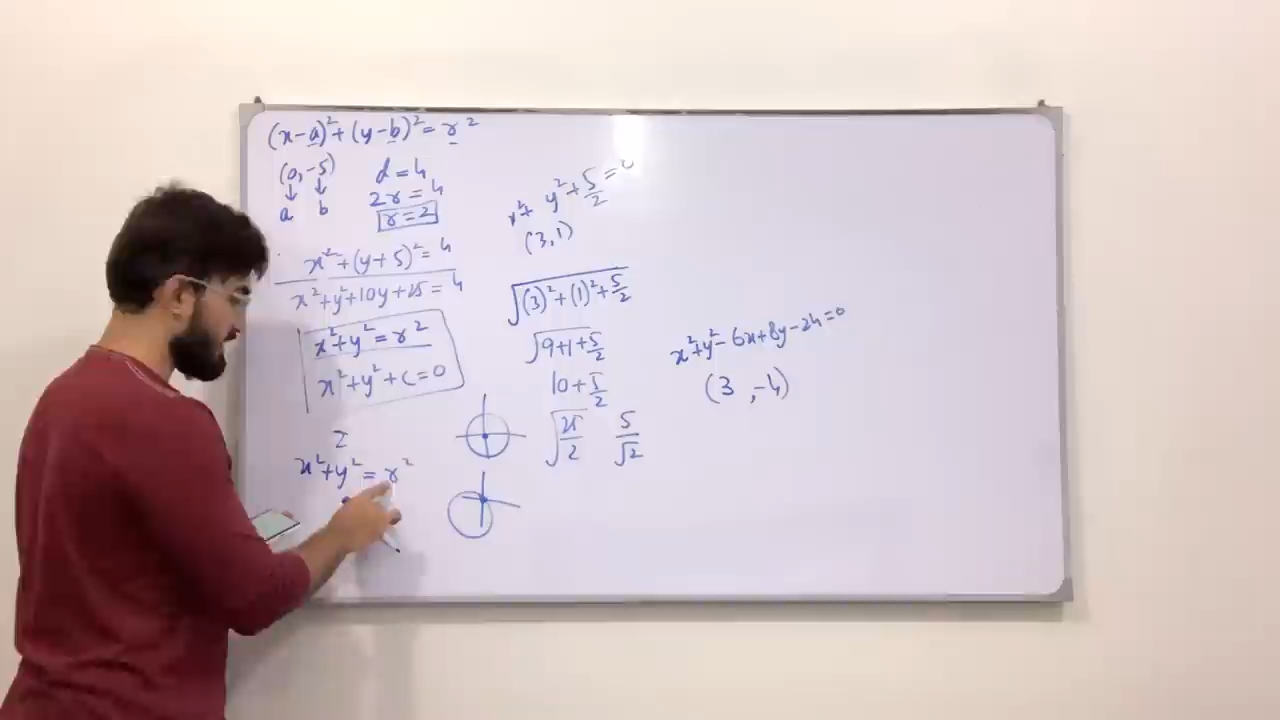 (x-a)²+(y-b)²=r²
(0,-5)
↓ ↓
a b
d=4
2r=4
r=2
x²+(y+5)²=4
x²+y²+10y+25=4
x²+y²=r²
x²+y²+c=0
x²+y²=r²
x²+y²+5/2=0
(3,1)
√(3)²+(1)²+5/2
√9+1+5/2
10+5/2
√25/2 5/√2
x²+y²-6x+8y-24=0
(3,-4)